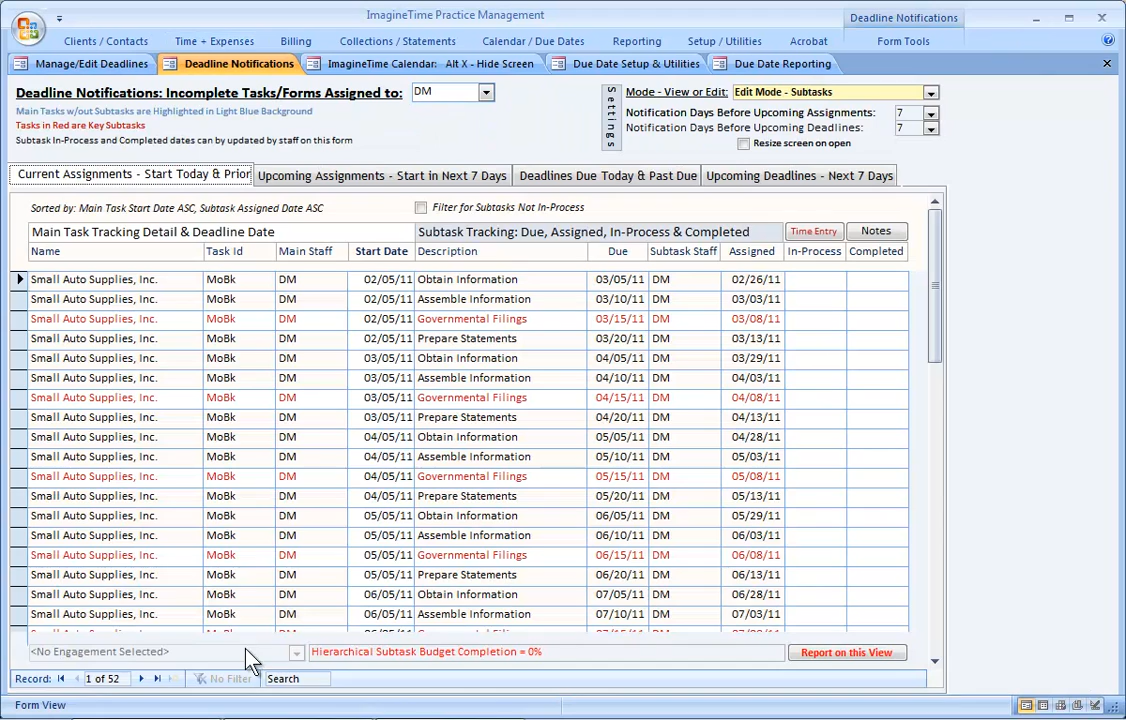 ImagineTime Practice Management
Deadline Notifications
Clients / Contacts Time + Expenses Billing Collections / Statements Calendar / Due Dates Reporting Setup / Utilities Acrobat Form Tools
Manage/Edit Deadlines Deadline Notifications ImagineTime Calendar: Alt X - Hide Screen Due Date Setup & Utilities Due Date Reporting
Deadline Notifications: Incomplete Tasks/Forms Assigned to: DM
Main Tasks w/out Subtasks are Highlighted in Light Blue Background
Tasks in Red are Key Subtasks
Subtask In-Process and Completed dates can by updated by staff on this form
Settings
Mode - View or Edit: Edit Mode - Subtasks
Notification Days Before Upcoming Assignments: 7
Notification Days Before Upcoming Deadlines: 7
Resize screen on open
Current Assignments - Start Today & Prior Upcoming Assignments - Start in Next 7 Days Deadlines Due Today & Past Due Upcoming Deadlines - Next 7 Days
Sorted by: Main Task Start Date ASC, Subtask Assigned Date ASC Filter for Subtasks Not In-Process
Main Task Tracking Detail & Deadline Date Subtask Tracking: Due, Assigned, In-Process & Completed Time Entry Notes
Name Task Id Main Staff Start Date Description Due Subtask Staff Assigned In-Process Completed
Small Auto Supplies, Inc. MoBk DM 02/05/11 Obtain Information 03/05/11 DM 02/26/11
Small Auto Supplies, Inc. MoBk DM 02/05/11 Assemble Information 03/10/11 DM 03/03/11
Small Auto Supplies, Inc. MoBk DM 02/05/11 Governmental Filings 03/15/11 DM 03/08/11
Small Auto Supplies, Inc. MoBk DM 02/05/11 Prepare Statements 03/20/11 DM 03/13/11
Small Auto Supplies, Inc. MoBk DM 03/05/11 Obtain Information 04/05/11 DM 03/29/11
Small Auto Supplies, Inc. MoBk DM 03/05/11 Assemble Information 04/10/11 DM 04/03/11
Small Auto Supplies, Inc. MoBk DM 03/05/11 Governmental Filings 04/15/11 DM 04/08/11
Small Auto Supplies, Inc. MoBk DM 03/05/11 Prepare Statements 04/20/11 DM 04/13/11
Small Auto Supplies, Inc. MoBk DM 04/05/11 Obtain Information 05/05/11 DM 04/28/11
Small Auto Supplies, Inc. MoBk DM 04/05/11 Assemble Information 05/10/11 DM 05/03/11
Small Auto Supplies, Inc. MoBk DM 04/05/11 Governmental Filings 05/15/11 DM 05/08/11
Small Auto Supplies, Inc. MoBk DM 04/05/11 Prepare Statements 05/20/11 DM 05/13/11
Small Auto Supplies, Inc. MoBk DM 05/05/11 Obtain Information 06/05/11 DM 05/29/11
Small Auto Supplies, Inc. MoBk DM 05/05/11 Assemble Information 06/10/11 DM 06/03/11
Small Auto Supplies, Inc. MoBk DM 05/05/11 Governmental Filings 06/15/11 DM 06/08/11
Small Auto Supplies, Inc. MoBk DM 05/05/11 Prepare Statements 06/20/11 DM 06/13/11
Small Auto Supplies, Inc. MoBk DM 06/05/11 Obtain Information 07/05/11 DM 06/28/11
Small Auto Supplies, Inc. MoBk DM 06/05/11 Assemble Information 07/10/11 DM 07/03/11
<No Engagement Selected> Hierarchical Subtask Budget Completion = 0% Report on this View
Record: 1 of 52 No Filter Search
Form View